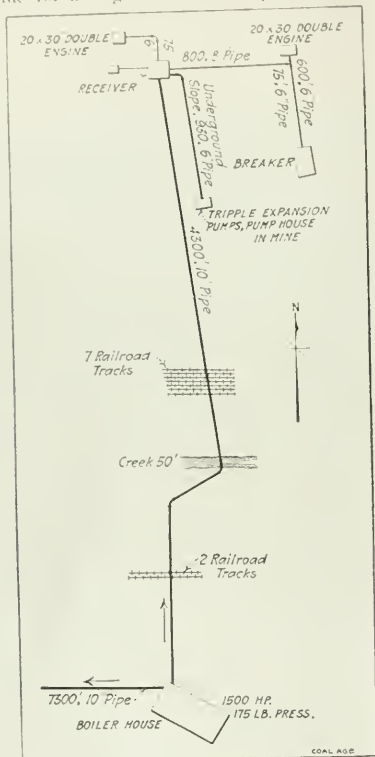 20 x 30 DOUBLE
ENGINE
20 x 30 DOUBLE
ENGINE
800, 8 Pipe
600', 6" Pipe
75', 6" Pipe
RECEIVER
Underground
Slope, 950, 6" Pipe
BREAKER
TRIPPLE EXPANSION
PUMPS, PUMP HOUSE
IN MINE
4300', 10" Pipe
N
7 Railroad
Tracks
Creek 50'
2 Railroad
Tracks
7300', 10 Pipe
1500 HP.
175 LB. PRESS.
BOILER HOUSE
COAL AGE